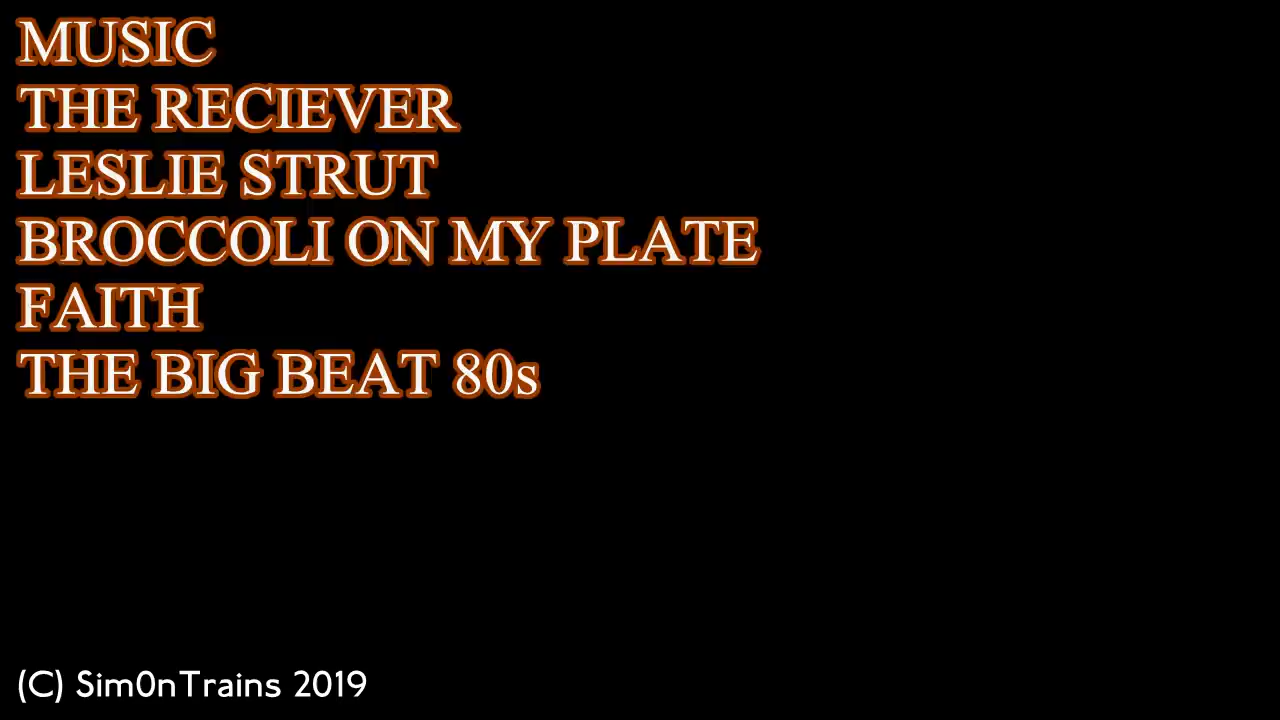 MUSIC
THE RECIEVER
LESLIE STRUT
BROCCOLI ON MY PLATE
FAITH
THE BIG BEAT 80s
(C) Sim0nTrains 2019